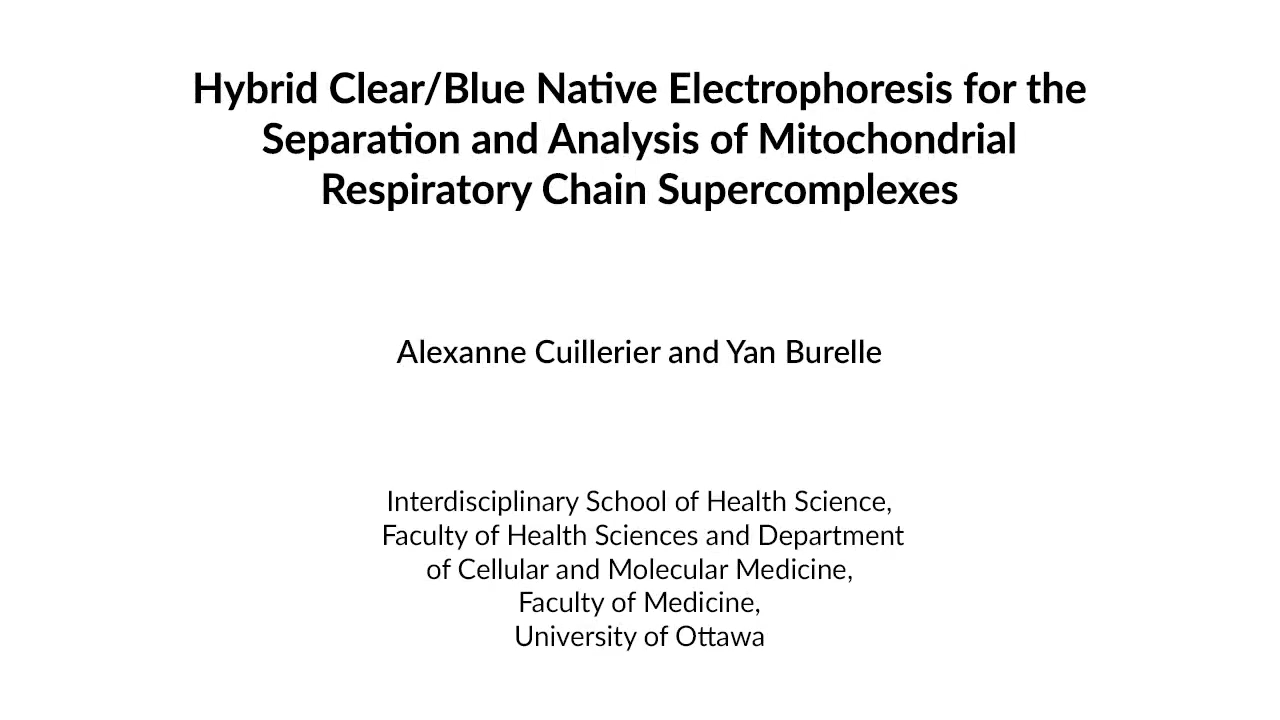 Hybrid Clear/Blue Native Electrophoresis for the
Separation and Analysis of Mitochondrial
Respiratory Chain Supercomplexes
Alexanne Cuillerier and Yan Burelle
Interdisciplinary School of Health Science,
Faculty of Health Sciences and Department
of Cellular and Molecular Medicine,
Faculty of Medicine,
University of Ottawa